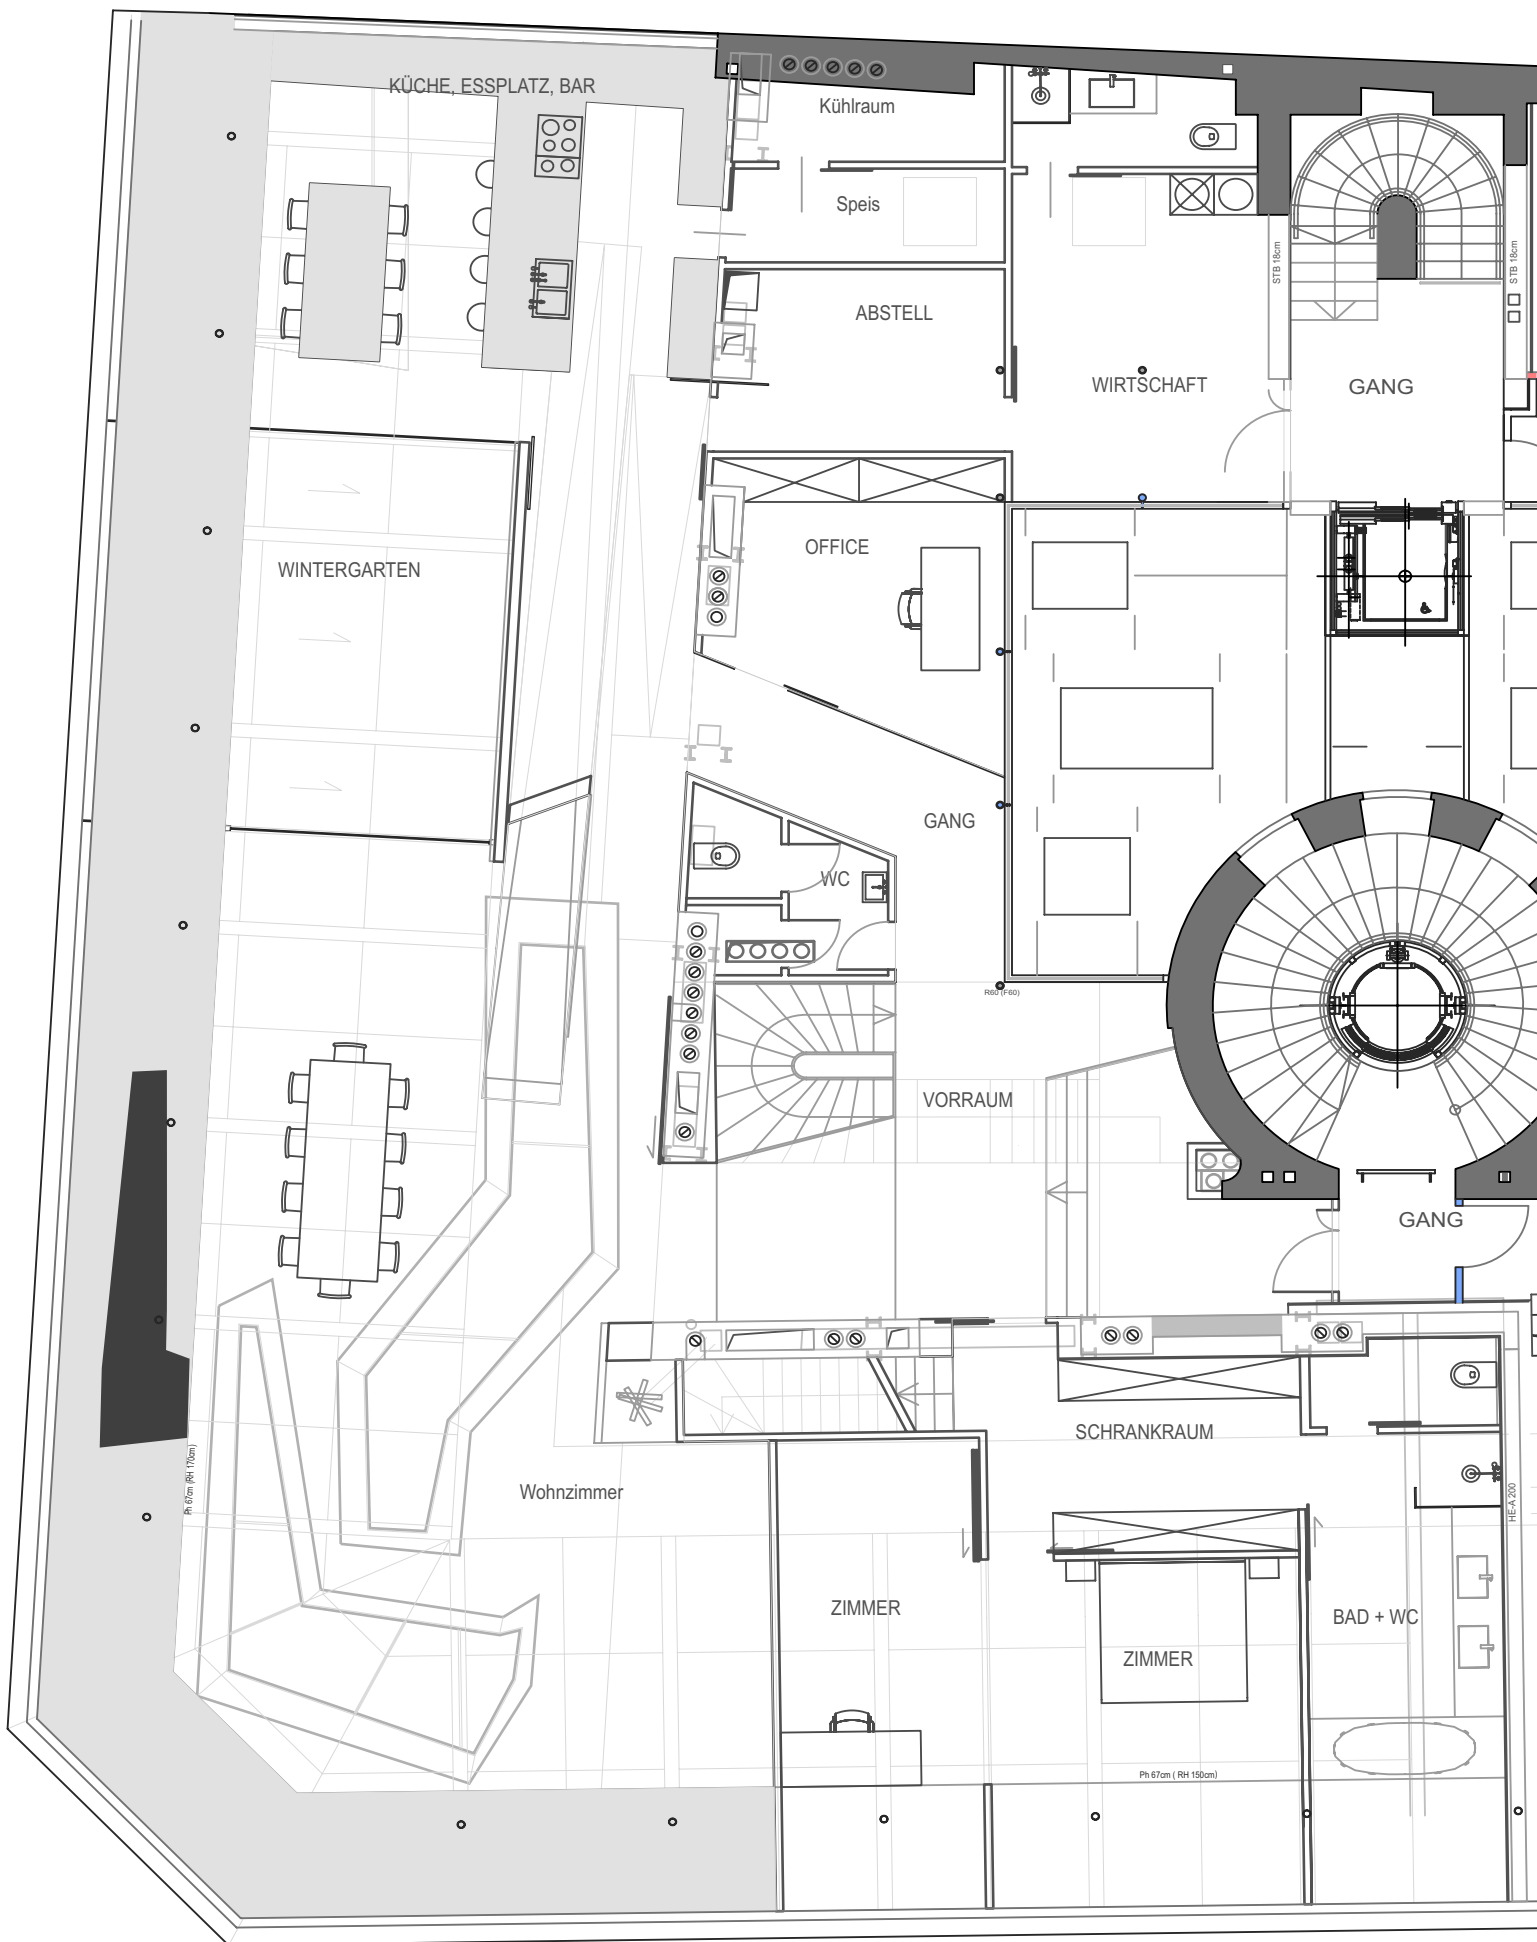 KÜCHE, ESSPLATZ, BAR
Kühlraum
Speis
STB 18cm
STB 18cm
ABSTELL
WIRTSCHAFT
GANG
OFFICE
WINTERGARTEN
GANG
WC
R60 (F60)
VORRAUM
GANG
SCHRANKRAUM
Ph 67cm (RH 170cm)
Wohnzimmer
HE-A 200
ZIMMER
BAD + WC
ZIMMER
Ph 67cm ( RH 150cm)